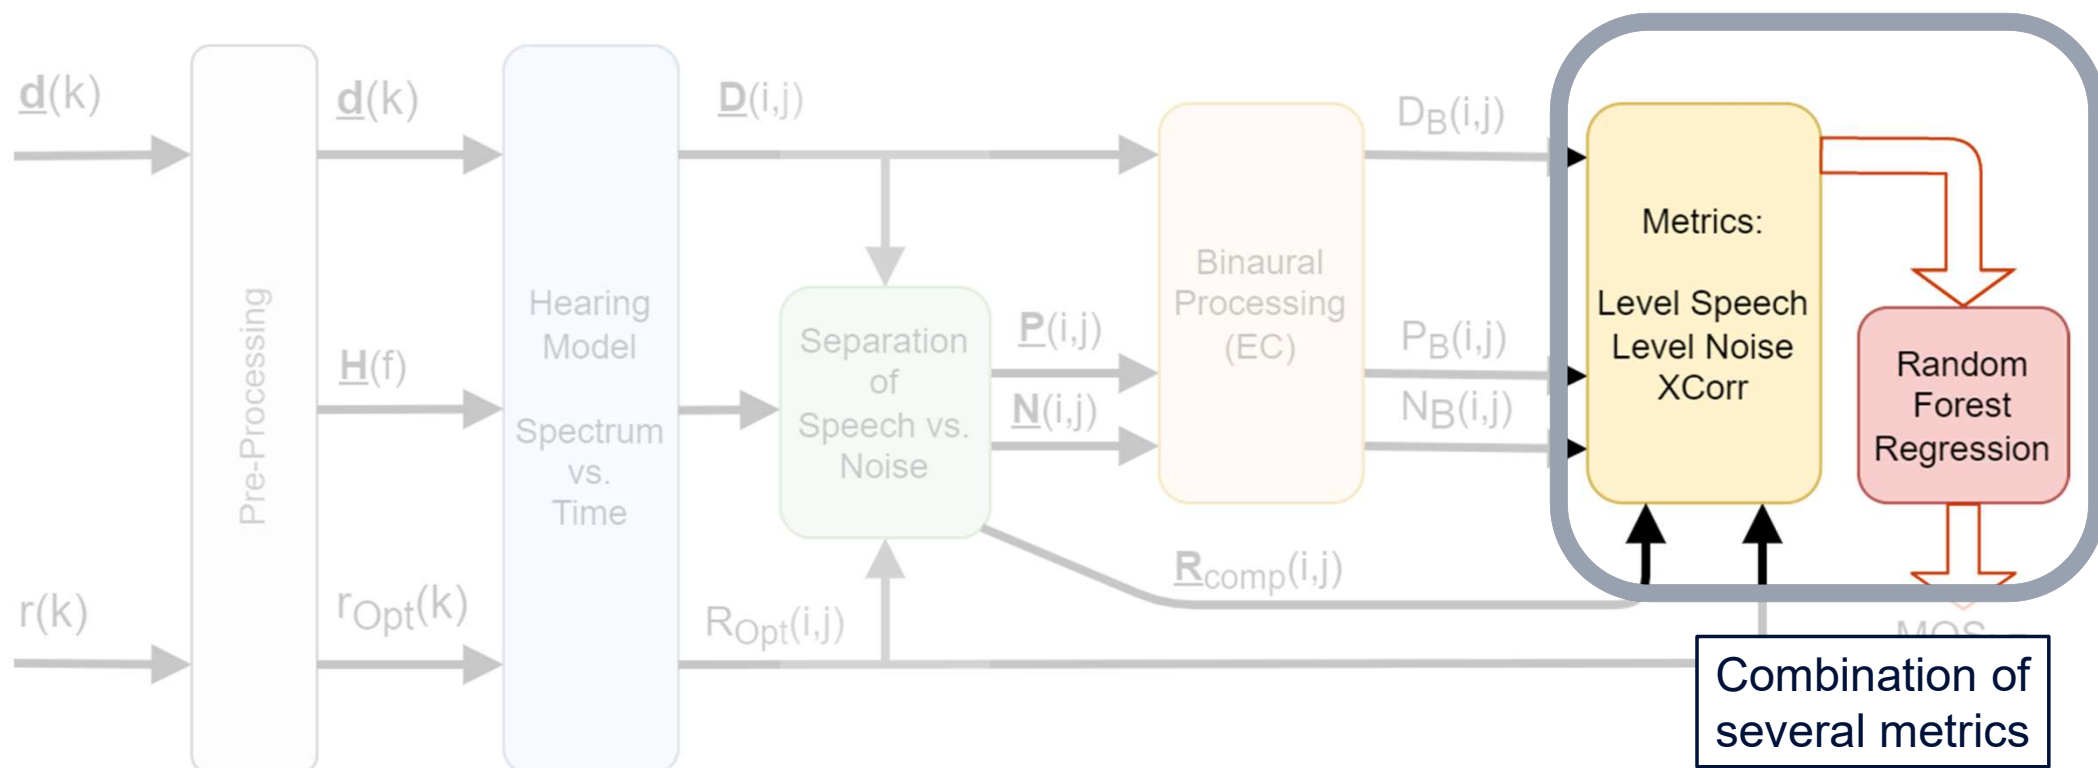 d(k)
r(k)
Pre-Processing
d(k)
H(f)
rOpt(k)
Hearing
Model
Spectrum
vs.
Time
D(i,j)
ROpt(i,j)
Separation
of
Speech vs.
Noise
P(i,j)
N(i,j)
Rcomp(i,j)
Binaural
Processing
(EC)
DB(i,j)
PB(i,j)
NB(i,j)
Metrics:
Level Speech
Level Noise
XCorr
Random
Forest
Regression
Combination of
several metrics